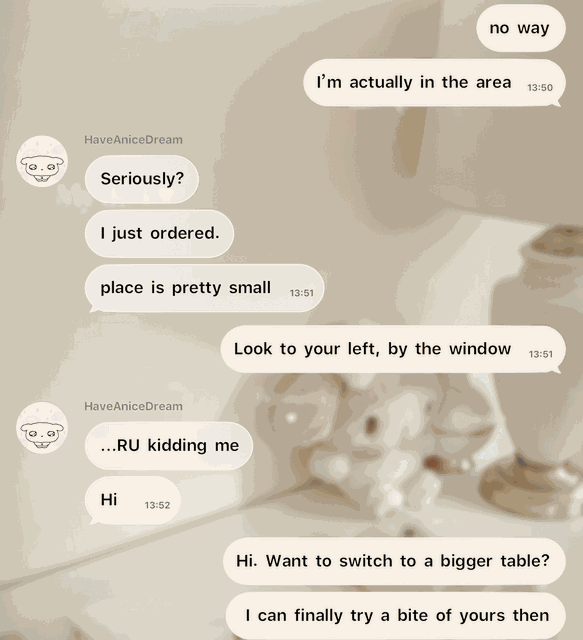 no way
I'm actually in the area 13:50
HaveAniceDream
Seriously?
I just ordered.
place is pretty small 13:51
Look to your left, by the window 13:51
HaveAniceDream
...RU kidding me
Hi 13:52
Hi. Want to switch to a bigger table?
I can finally try a bite of yours then